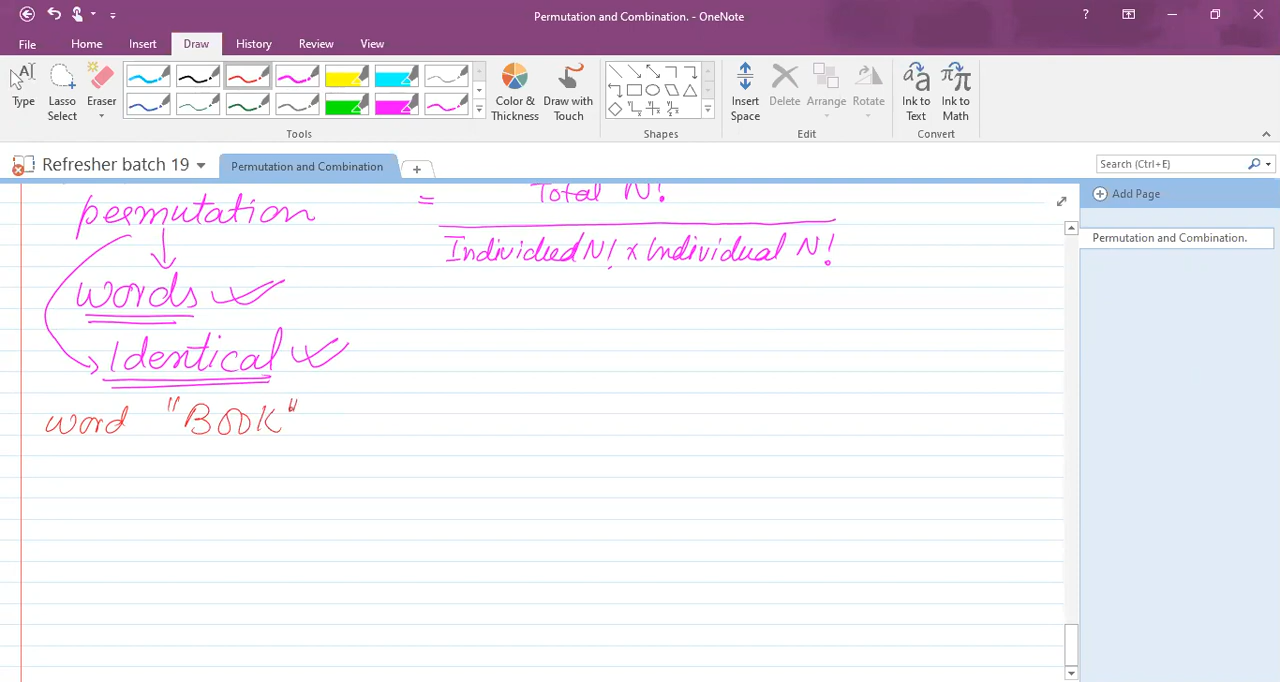 Permutation and Combination. - OneNote
?
File Home Insert Draw History Review View
Type
Lasso Select
Eraser
Color & Thickness
Draw with Touch
Insert Space
Delete
Arrange
Rotate
Ink to Text
Ink to Math
Tools
Shapes
Edit
Convert
Refresher batch 19
Permutation and Combination
Search (Ctrl+E)
Add Page
Permutation and Combination.
permutation = Total N!
Individued N! x Individual N!
words
Identical
word "BOOK"